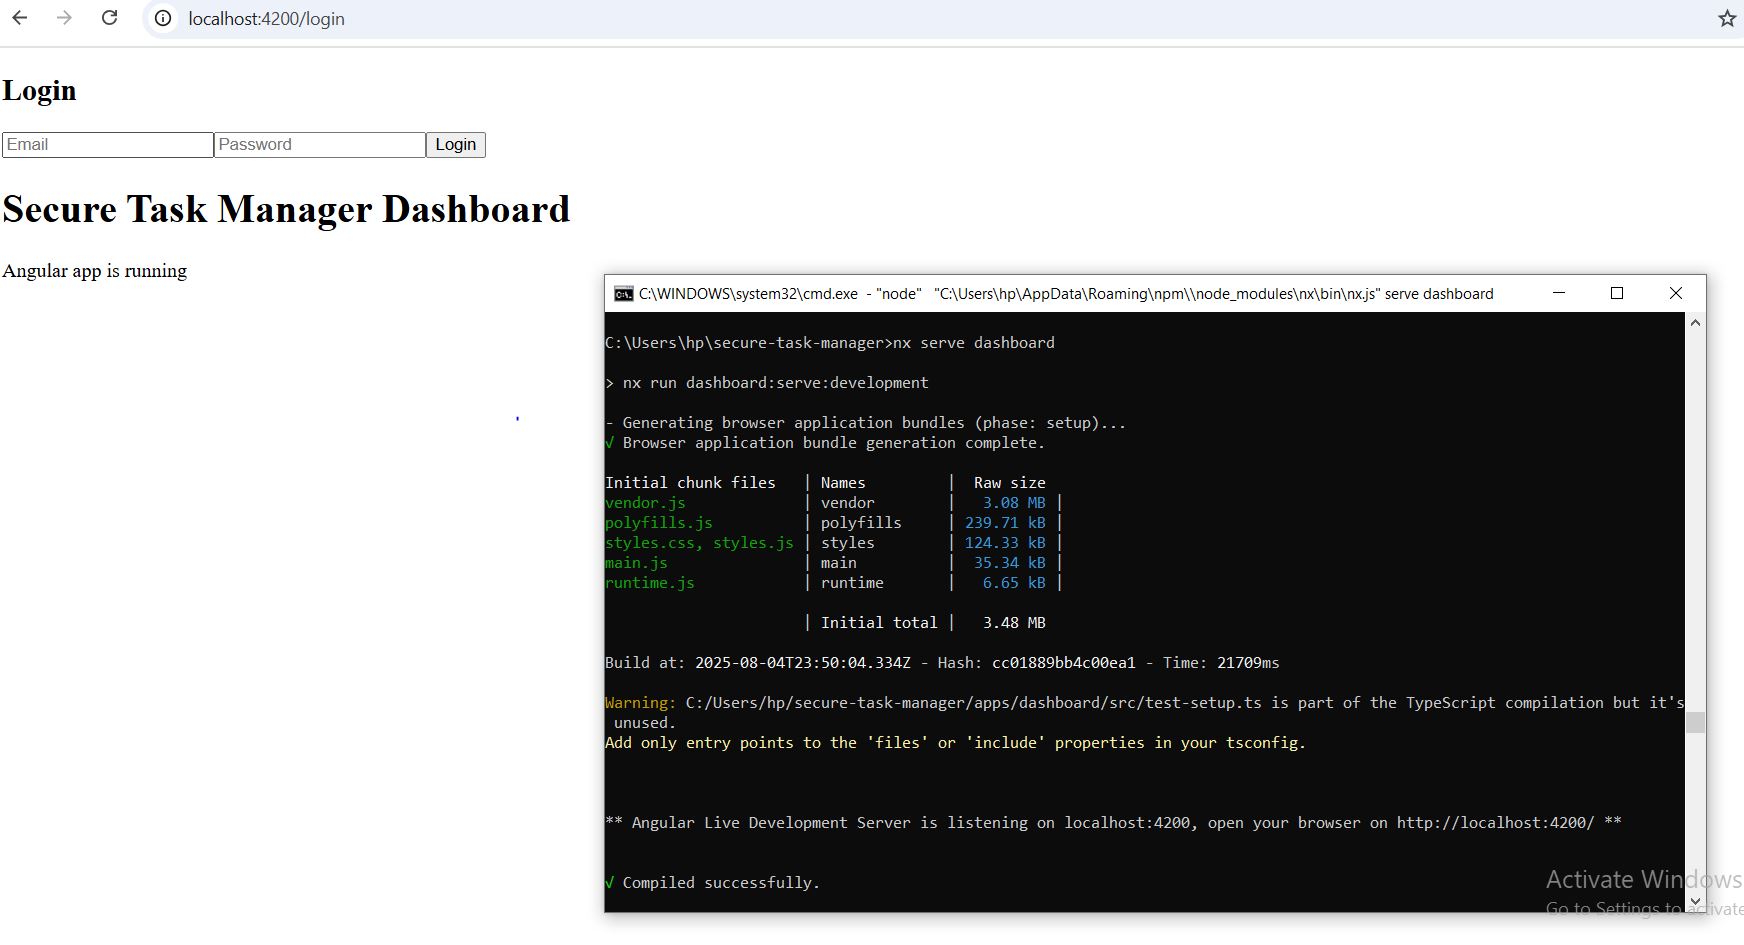 localhost:4200/login
Login
Email Password Login
Secure Task Manager Dashboard
Angular app is running
C:\WINDOWS\system32\cmd.exe - "node" "C:\Users\hp\AppData\Roaming\npm\\node_modules\nx\bin\nx.js" serve dashboard
C:\Users\hp\secure-task-manager>nx serve dashboard
> nx run dashboard:serve:development
- Generating browser application bundles (phase: setup)...
√ Browser application bundle generation complete.
Initial chunk files | Names | Raw size
vendor.js | vendor | 3.08 MB |
polyfills.js | polyfills | 239.71 kB |
styles.css, styles.js | styles | 124.33 kB |
main.js | main | 35.34 kB |
runtime.js | runtime | 6.65 kB |
| Initial total | 3.48 MB
Build at: 2025-08-04T23:50:04.334Z - Hash: cc01889bb4c00ea1 - Time: 21709ms
Warning: C:/Users/hp/secure-task-manager/apps/dashboard/src/test-setup.ts is part of the TypeScript compilation but it's
unused.
Add only entry points to the 'files' or 'include' properties in your tsconfig.
** Angular Live Development Server is listening on localhost:4200, open your browser on http://localhost:4200/ **
√ Compiled successfully.
Activate Windows
Go to Settings to activate